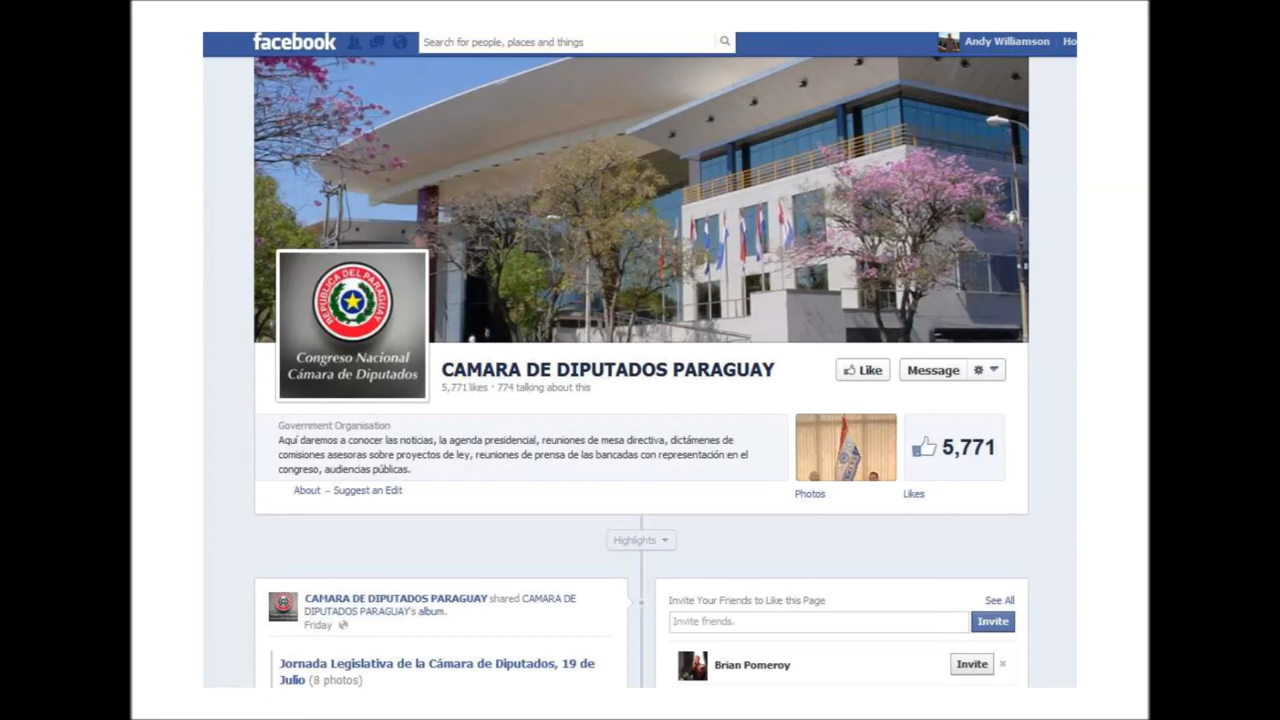 facebook
Search for people, places and things
Andy Williamson
Ho
REPUBLICA DEL PARAGUAY
Congreso Nacional
Cámara de Diputados
CAMARA DE DIPUTADOS PARAGUAY
5,771 likes · 774 talking about this
Like
Message
Government Organisation
Aquí daremos a conocer las noticias, la agenda presidencial, reuniones de mesa directiva, dictámenes de
comisiones asesoras sobre proyectos de ley, reuniones de prensa de las bancadas con representación en el
congreso, audiencias públicas.
About – Suggest an Edit
5,771
Photos
Likes
Highlights
CAMARA DE DIPUTADOS PARAGUAY shared CAMARA DE
DIPUTADOS PARAGUAY's album.
Friday
Jornada Legislativa de la Cámara de Diputados, 19 de
Julio (8 photos)
Invite Your Friends to Like this Page
See All
Invite friends.
Invite
Brian Pomeroy
Invite